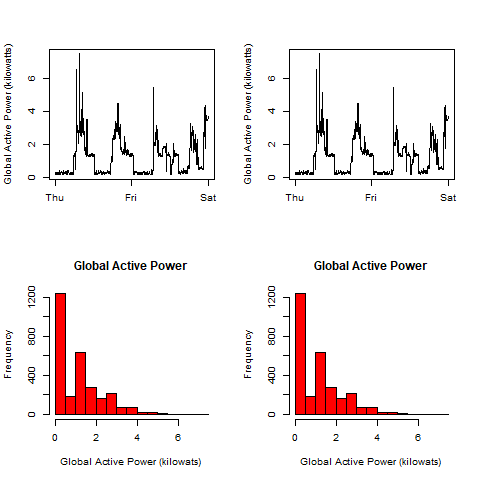 Global Active Power (kilowatts)
0 2 4 6
Thu Fri Sat
Global Active Power (kilowatts)
0 2 4 6
Thu Fri Sat
Global Active Power
Frequency
0 400 800 1200
0 2 4 6
Global Active Power (kilowats)
Global Active Power
Frequency
0 400 800 1200
0 2 4 6
Global Active Power (kilowats)